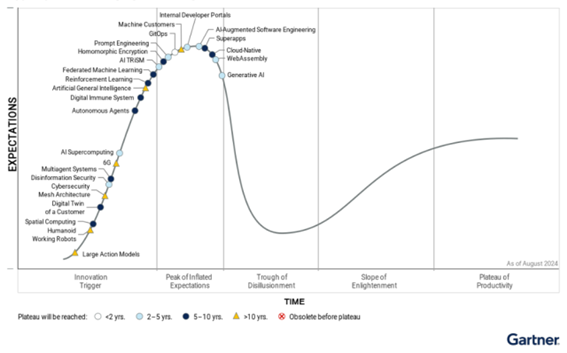 Internal Developer Portals
Machine Customers
GitOps
AI-Augmented Software Engineering
Prompt Engineering
Superapps
Homomorphic Encryption
Cloud-Native
AI TRiSM
WebAssembly
Federated Machine Learning
Generative AI
Reinforcement Learning
Artificial General Intelligence
Digital Immune System
Autonomous Agents
EXPECTATIONS
AI Supercomputing
6G
Multiagent Systems
Disinformation Security
Cybersecurity
Mesh Architecture
Digital Twin
of a Customer
Spatial Computing
Humanoid
Working Robots
Large Action Models
As of August 2024
Innovation
Trigger
Peak of Inflated
Expectations
Trough of
Disillusionment
Slope of
Enlightenment
Plateau of
Productivity
TIME
Plateau will be reached: <2 yrs. 2–5 yrs. 5–10 yrs. >10 yrs. Obsolete before plateau
Gartner